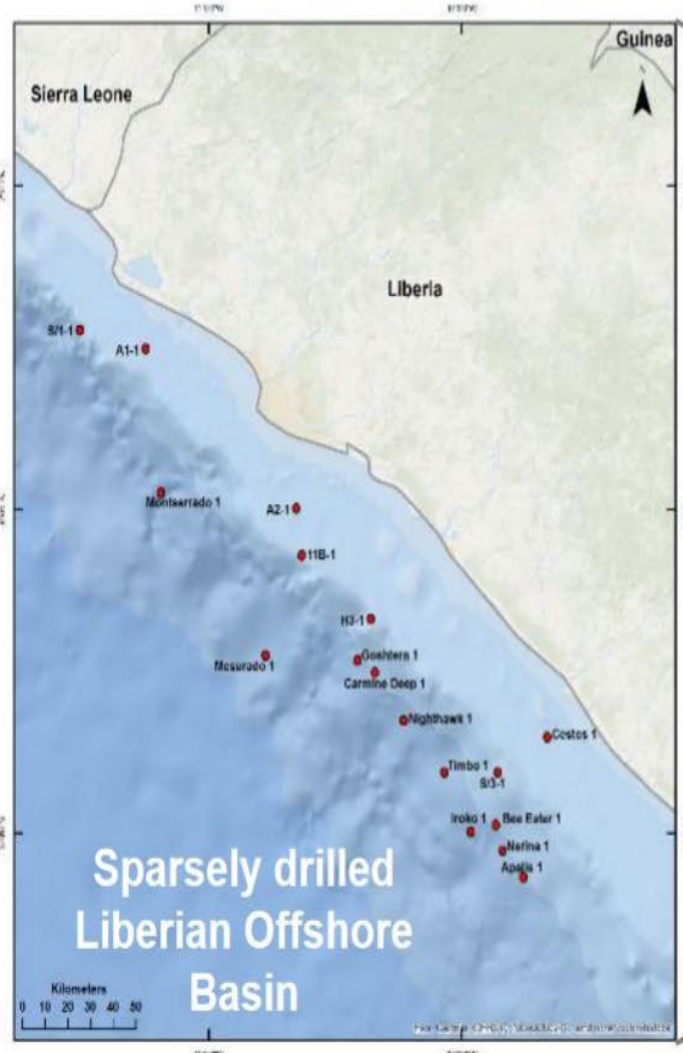 Guinea
Sierra Leone
Liberia
S/1-1
A1-1
Montserrado 1
A2-1
11B-1
H3-1
Mesurado 1
Goshtern 1
Carmine Deep 1
Nighthawk 1
Cestos 1
Timbo 1
S/3-1
Iroko 1
Bee Eater 1
Narina 1
Apalis 1
Sparsely drilled
Liberian Offshore
Basin
Kilometers
0 10 20 30 40 50